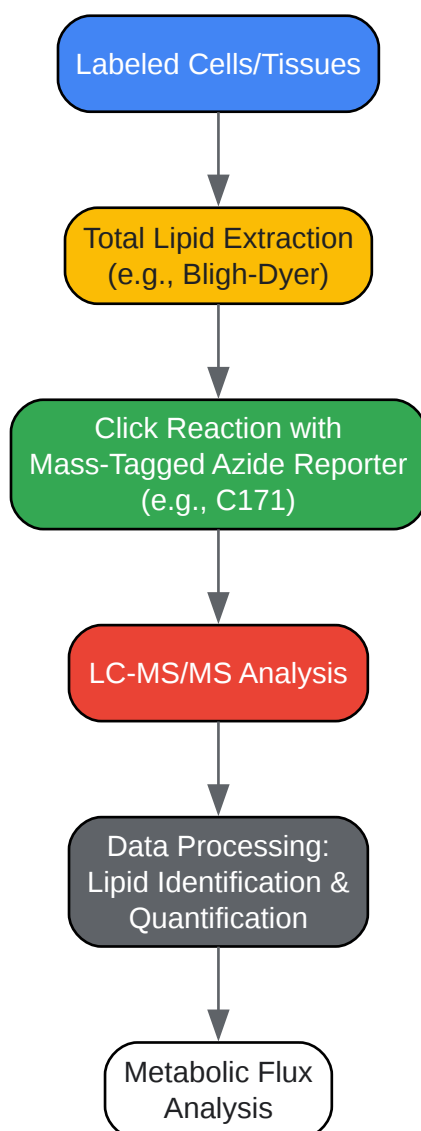 Labeled Cells/Tissues
Total Lipid Extraction
(e.g., Bligh-Dyer)
Click Reaction with
Mass-Tagged Azide Reporter
(e.g., C171)
LC-MS/MS Analysis
Data Processing:
Lipid Identification &
Quantification
Metabolic Flux
Analysis